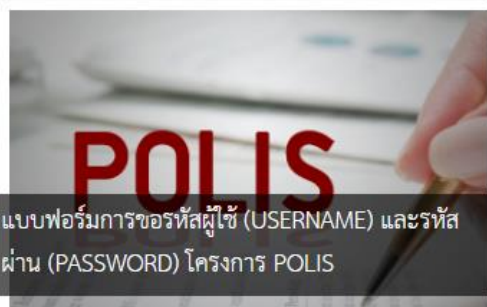 POLIS
แบบฟอร์มการขอรหัสผู้ใช้ (USERNAME) และรหัส
ผ่าน (PASSWORD) โครงการ POLIS